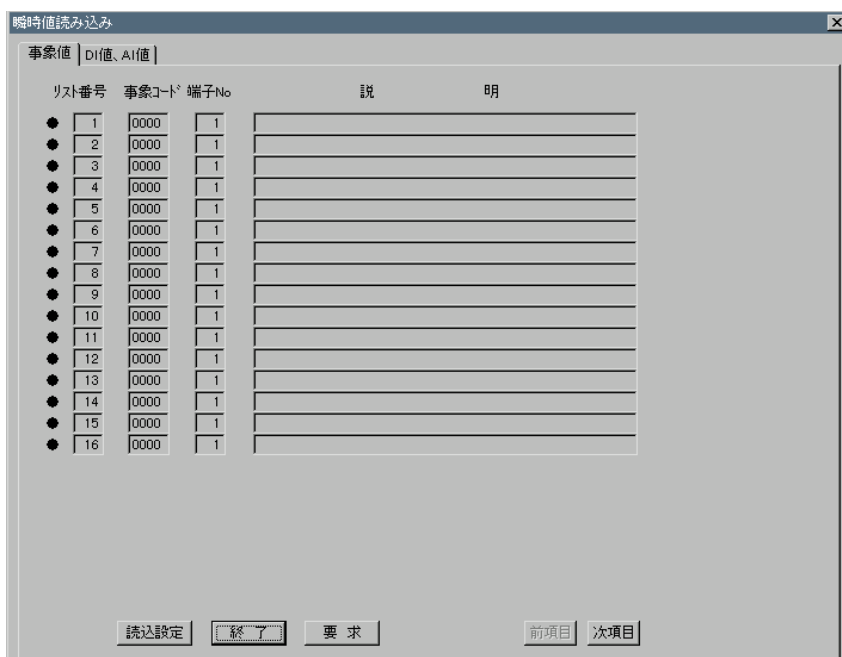 瞬時値読み込み
事象値 DI値、AI値
リスト番号 事象コード 端子No 説 明
1 0000 1
2 0000 1
3 0000 1
4 0000 1
5 0000 1
6 0000 1
7 0000 1
8 0000 1
9 0000 1
10 0000 1
11 0000 1
12 0000 1
13 0000 1
14 0000 1
15 0000 1
16 0000 1
読込設定 終 了 要 求 前項目 次項目